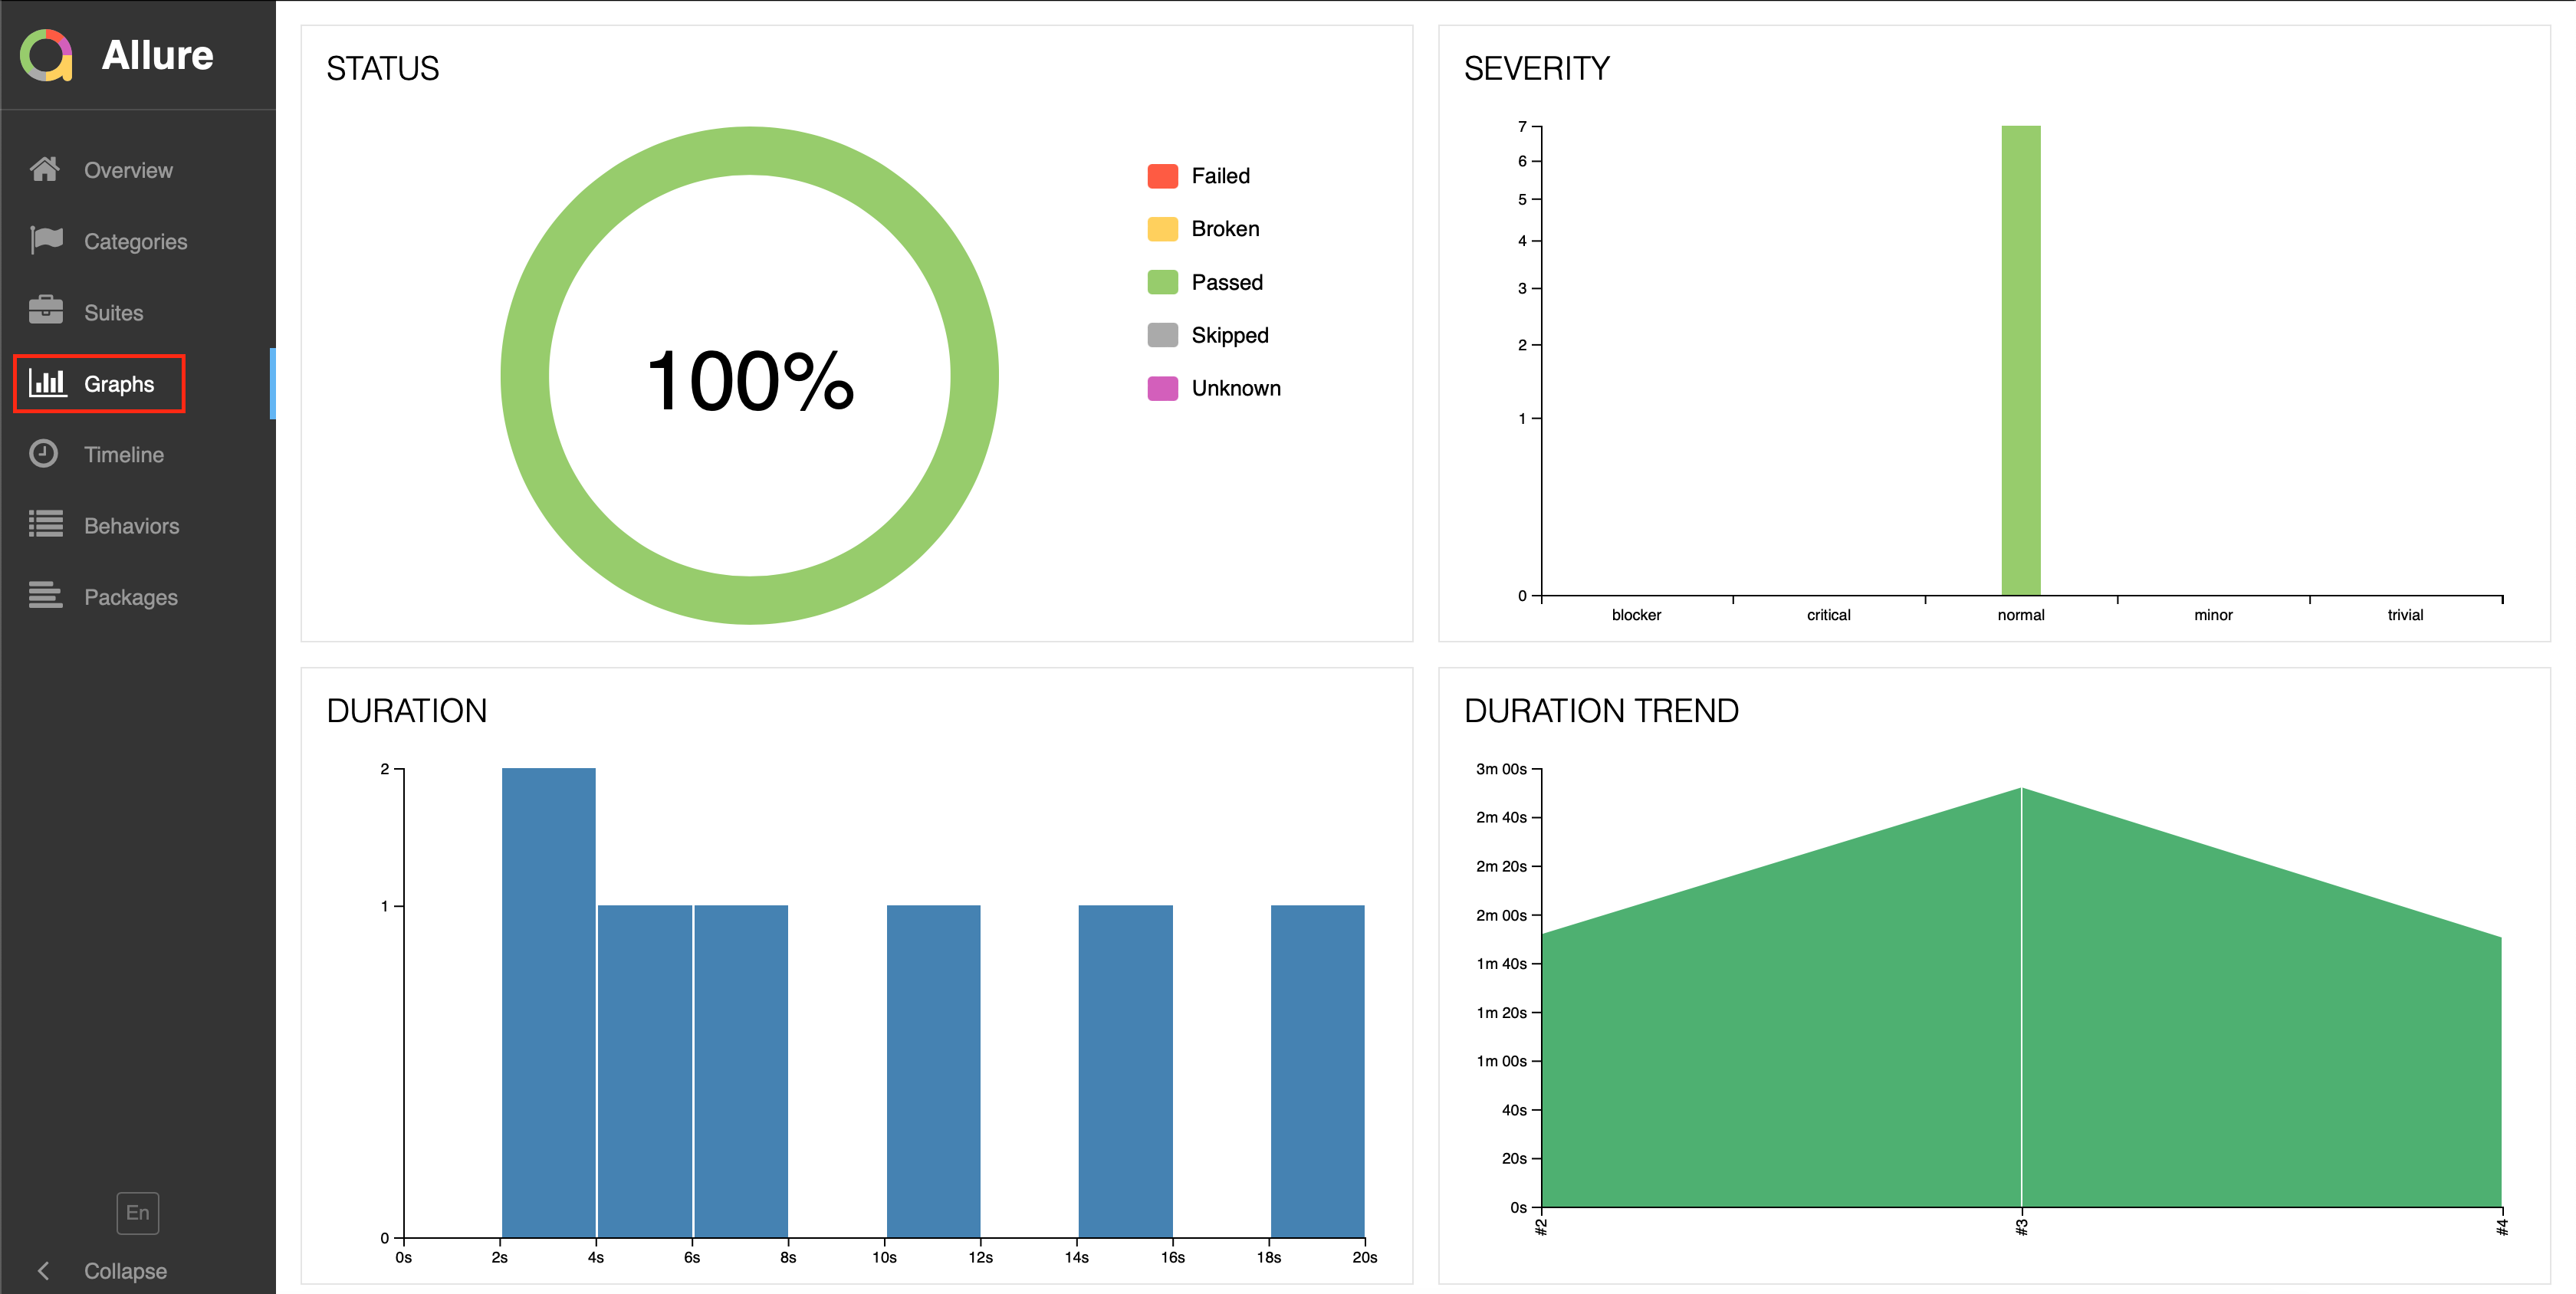 Allure
Overview
Categories
Suites
Graphs
Timeline
Behaviors
Packages
En
Collapse
STATUS
100%
Failed
Broken
Passed
Skipped
Unknown
SEVERITY
7
6
5
4
3
2
1
0
blocker critical normal minor trivial
DURATION
2
1
0
0s 2s 4s 6s 8s 10s 12s 14s 16s 18s 20s
DURATION TREND
3m 00s
2m 40s
2m 20s
2m 00s
1m 40s
1m 20s
1m 00s
40s
20s
0s
#2 #3 #4